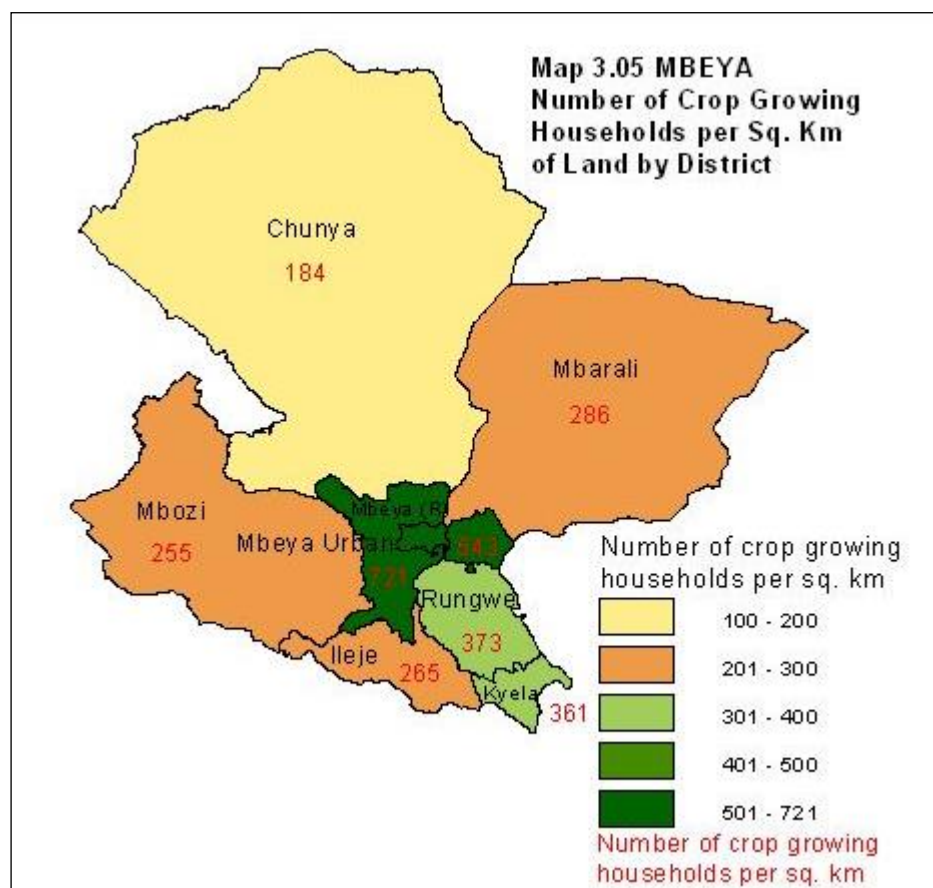 Map 3.05 MBEYA
Number of Crop Growing
Households per Sq. Km
of Land by District
Chunya
184
Mbarali
286
Mbozi
255
Mbeya (R)
Mbeya Urban
543
721
Rungwe
373
Ileje
265
Kyela
361
Number of crop growing
households per sq. km
100 - 200
201 - 300
301 - 400
401 - 500
501 - 721
Number of crop growing
households per sq. km